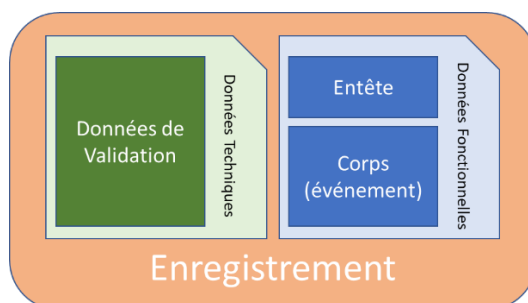 Données de
Validation
Données Techniques
Entête
Corps
(événement)
Données Fonctionnelles
Enregistrement